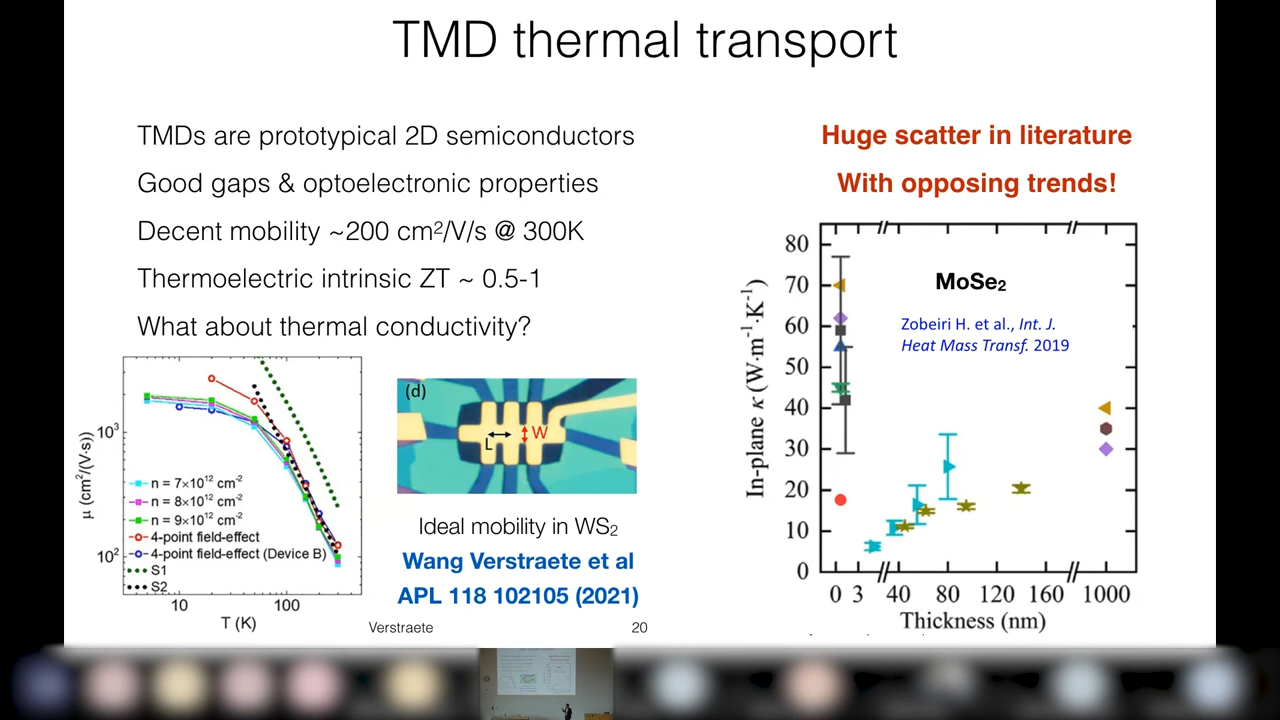 TMD thermal transport
TMDs are prototypical 2D semiconductors
Good gaps & optoelectronic properties
Decent mobility ~200 cm²/V/s @ 300K
Thermoelectric intrinsic ZT ~ 0.5-1
What about thermal conductivity?
Huge scatter in literature
With opposing trends!
μ (cm²/(V·s))
10³
10²
n = 7×10¹² cm⁻²
n = 8×10¹² cm⁻²
n = 9×10¹² cm⁻²
4-point field-effect
4-point field-effect (Device B)
S1
S2
10
100
T (K)
(d)
L
W
Ideal mobility in WS₂
Wang Verstraete et al
APL 118 102105 (2021)
In-plane κ (W·m⁻¹·K⁻¹)
80
70
60
50
40
30
20
10
0
MoSe₂
Zobeiri H. et al., Int. J.
Heat Mass Transf. 2019
0 3 40 80 120 160 1000
Thickness (nm)
Verstraete
20